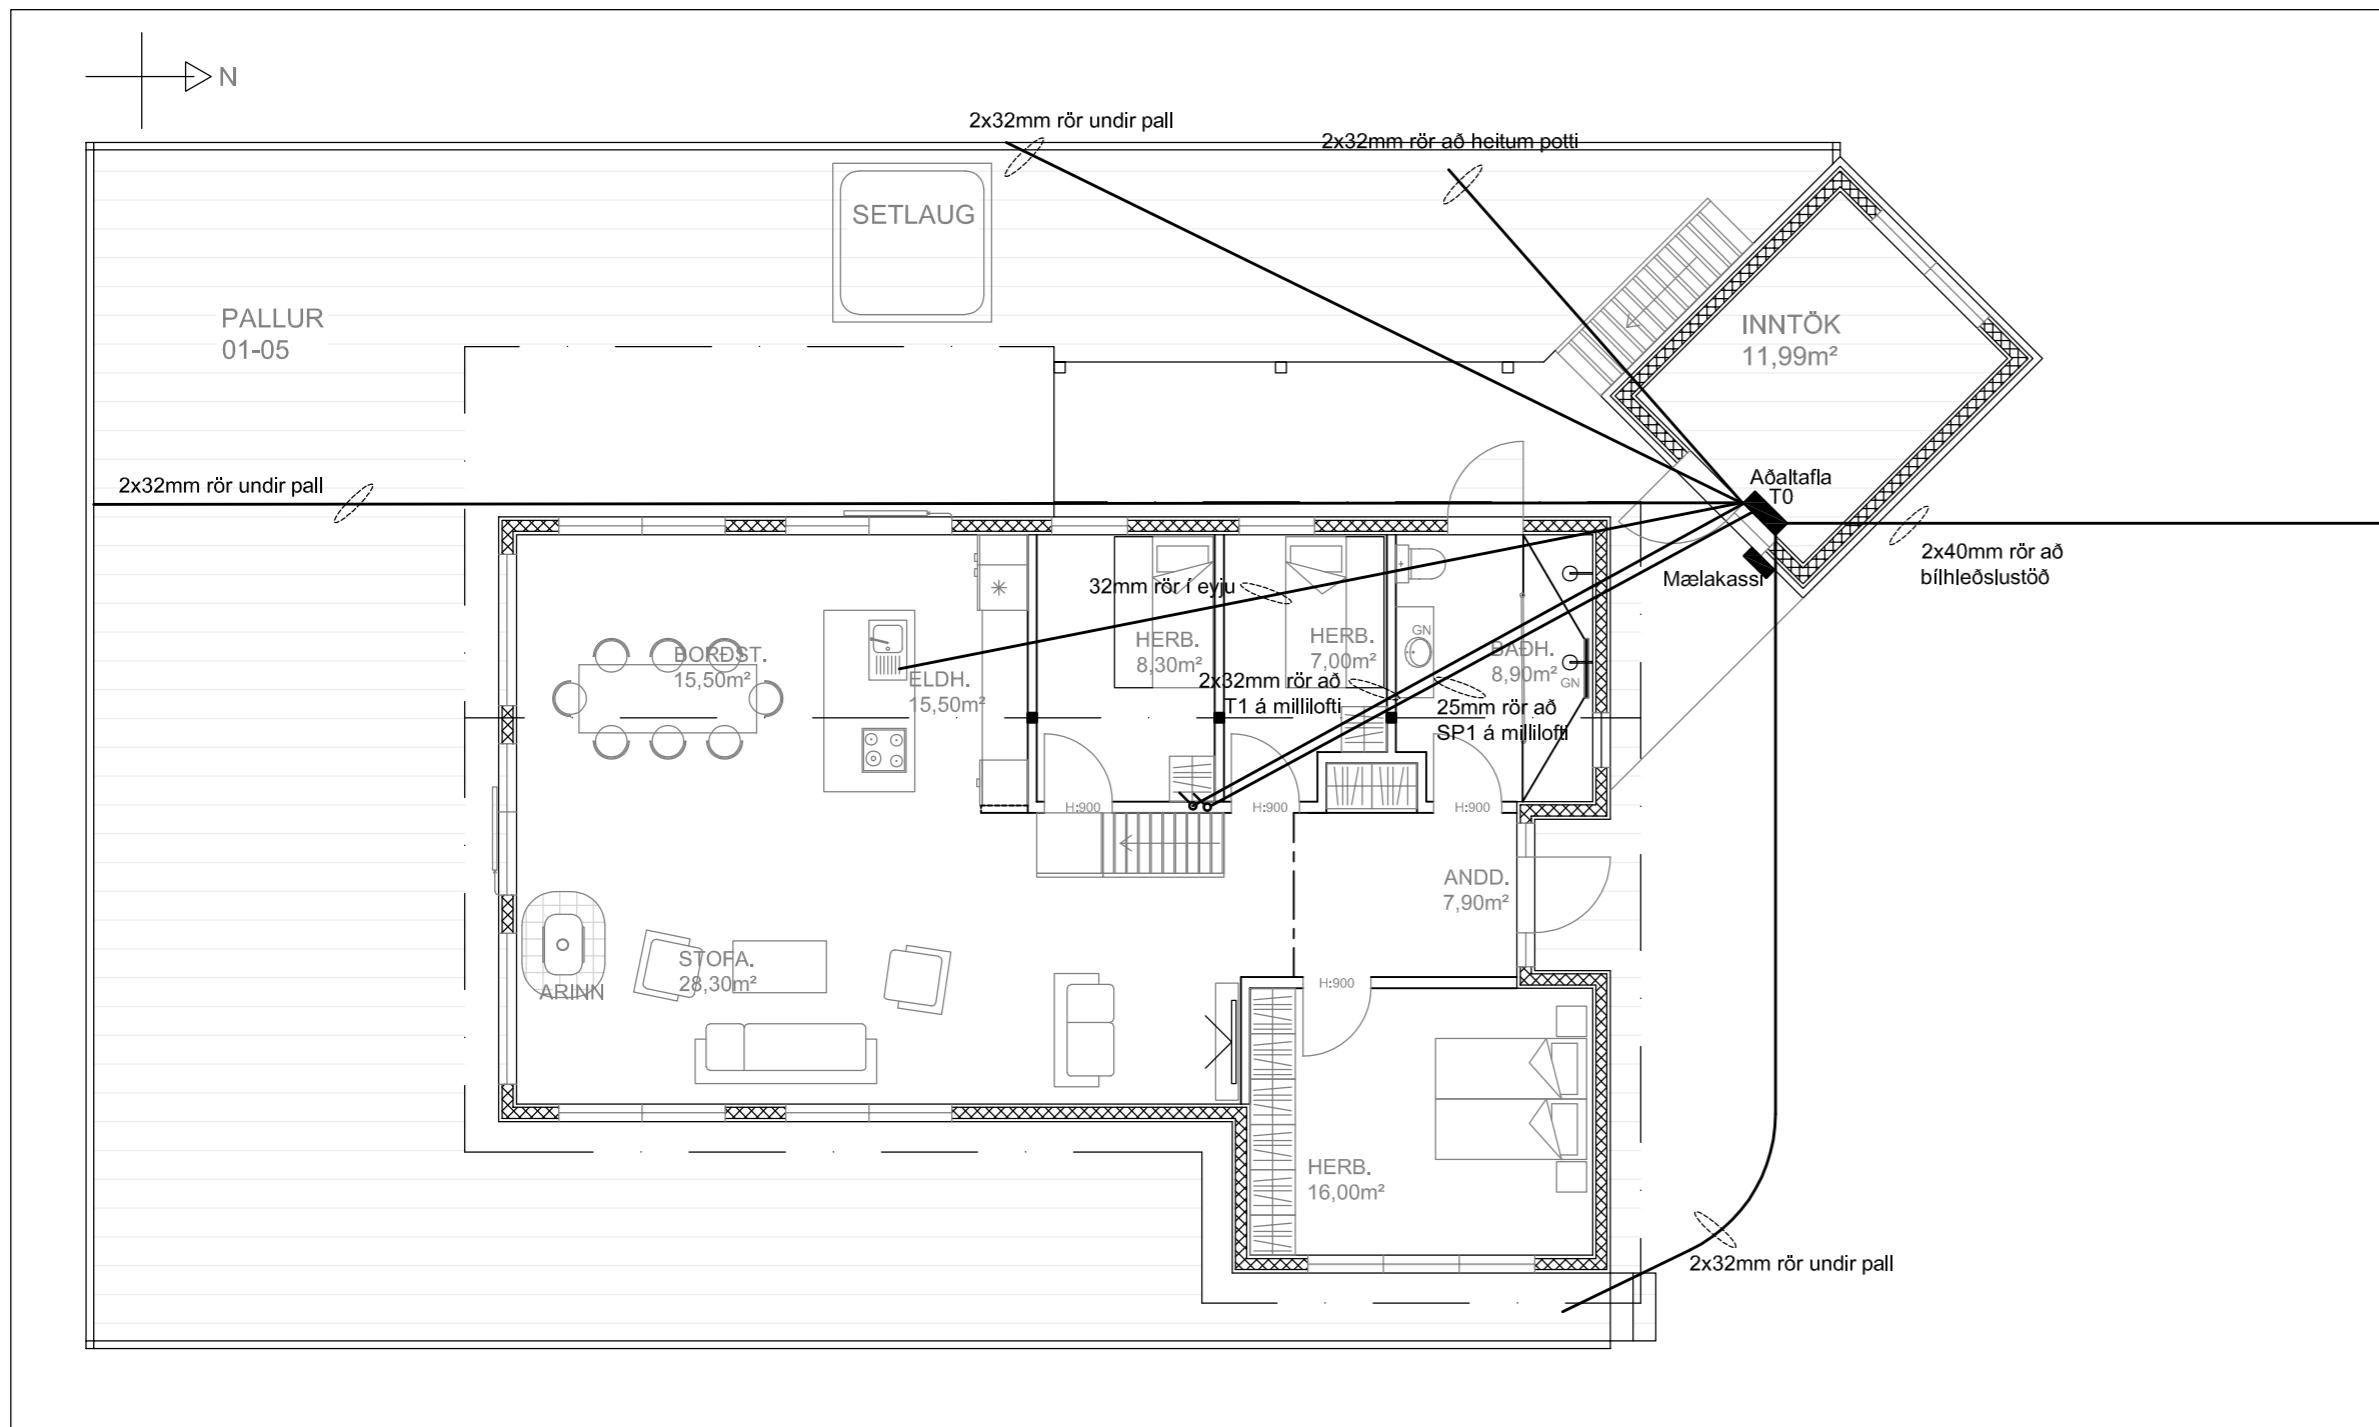 N
2x32mm rör undir pall
2x32mm rör að heitum potti
SETLAUG
PALLUR
01-05
INNTÖK
11,99m²
2x32mm rör undir pall
Aðaltafla
T0
2x40mm rör að
bílhleðslustöð
Mælakassi
32mm rör í eyju
HERB.
8,30m²
HERB.
7,00m²
GN
BAÐH.
8,90m²
GN
BORÐST.
15,50m²
ELDH.
15,50m²
2x32mm rör að
T1 á millilofti
25mm rör að
SP1 á millilofti
H:900
H:900
H:900
ANDD.
7,90m²
STOFA.
28,30m²
ARINN
H:900
HERB.
16,00m²
2x32mm rör undir pall